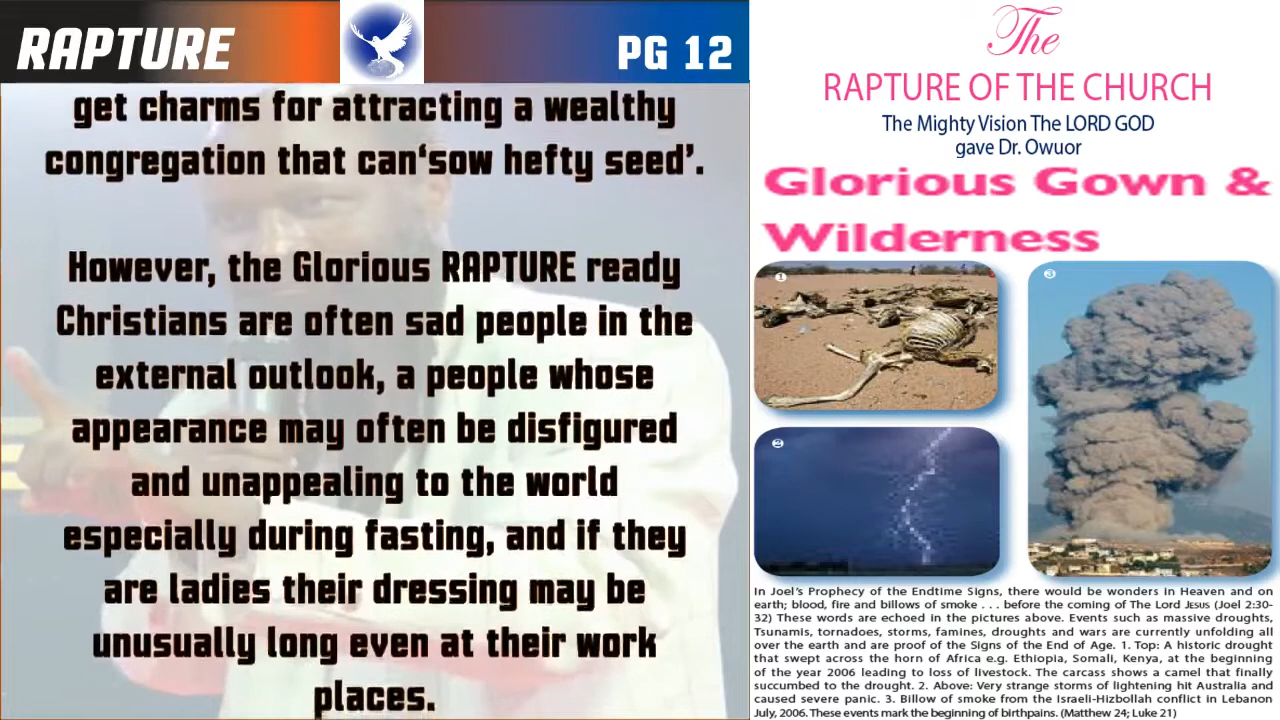 RAPTURE
PG 12
get charms for attracting a wealthy
congregation that can‘sow hefty seed’.
However, the Glorious RAPTURE ready
Christians are often sad people in the
external outlook, a people whose
appearance may often be disfigured
and unappealing to the world
especially during fasting, and if they
are ladies their dressing may be
unusually long even at their work
places.
The
RAPTURE OF THE CHURCH
The Mighty Vision The LORD GOD
gave Dr. Owuor
Glorious Gown &
Wilderness
1
2
3
In Joel's Prophecy of the Endtime Signs, there would be wonders in Heaven and on
earth; blood, fire and billows of smoke . . . before the coming of The Lord Jesus (Joel 2:30-
32) These words are echoed in the pictures above. Events such as massive droughts,
Tsunamis, tornadoes, storms, famines, droughts and wars are currently unfolding all
over the earth and are proof of the Signs of the End of Age. 1. Top: A historic drought
that swept across the horn of Africa e.g. Ethiopia, Somali, Kenya, at the beginning
of the year 2006 leading to loss of livestock. The carcass shows a camel that finally
succumbed to the drought. 2. Above: Very strange storms of lightening hit Australia and
caused severe panic. 3. Billow of smoke from the Israeli-Hizbollah conflict in Lebanon
July, 2006. These events mark the beginning of birthpains. (Matthew 24; Luke 21)